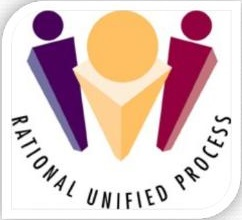 RATIONAL UNIFIED PROCESS